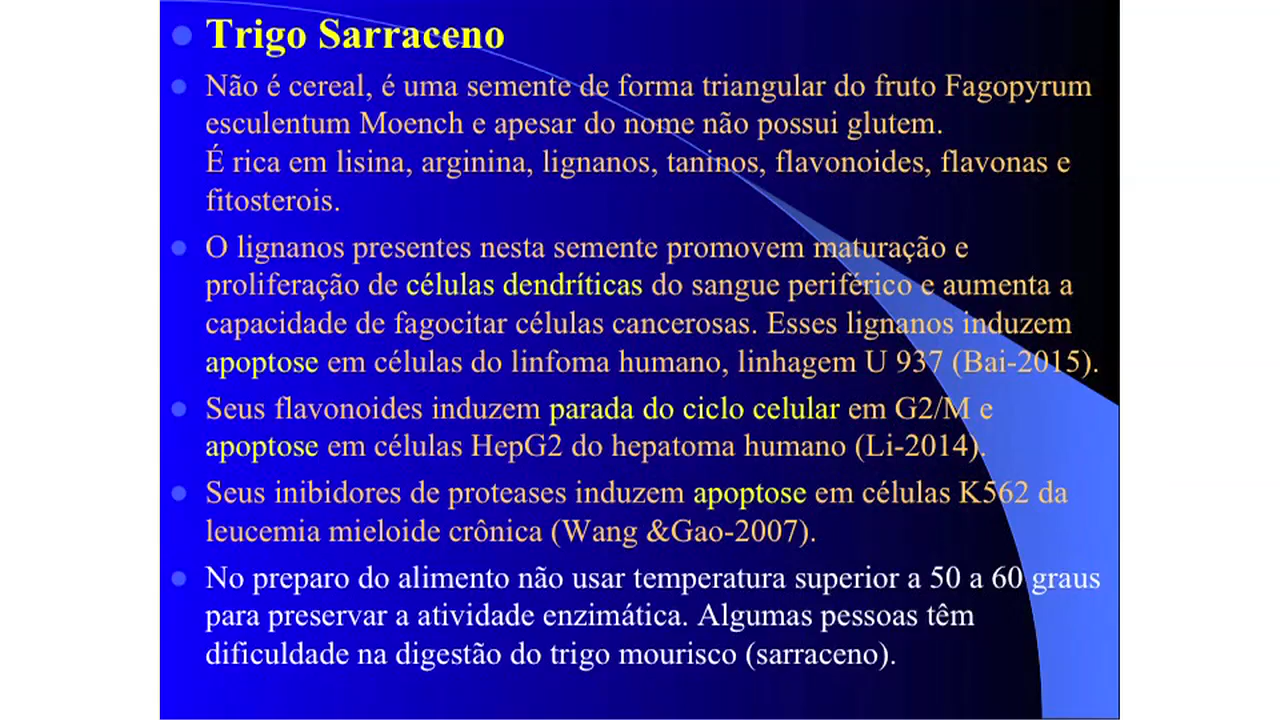 Trigo Sarraceno
Não é cereal, é uma semente de forma triangular do fruto Fagopyrum
esculentum Moench e apesar do nome não possui glutem.
É rica em lisina, arginina, lignanos, taninos, flavonoides, flavonas e
fitosterois.
O lignanos presentes nesta semente promovem maturação e
proliferação de células dendríticas do sangue periférico e aumenta a
capacidade de fagocitar células cancerosas. Esses lignanos induzem
apoptose em células do linfoma humano, linhagem U 937 (Bai-2015).
Seus flavonoides induzem parada do ciclo celular em G2/M e
apoptose em células HepG2 do hepatoma humano (Li-2014).
Seus inibidores de proteases induzem apoptose em células K562 da
leucemia mieloide crônica (Wang &Gao-2007).
No preparo do alimento não usar temperatura superior a 50 a 60 graus
para preservar a atividade enzimática. Algumas pessoas têm
dificuldade na digestão do trigo mourisco (sarraceno).